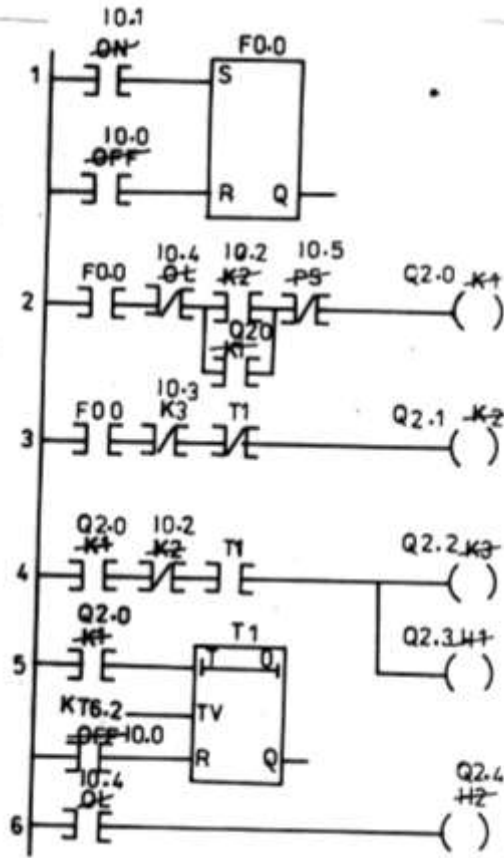 I0.1
ON
F0.0
1
S
I0.0
OFF
R Q
F0.0 I0.4 I0.2 I0.5
OL K2 PS
Q2.0 K1
2
Q20
K1
I0.3
F00 K3 T1
Q2.1 K2
3
Q2.0 I0.2
K1 K2 T1
Q2.2 K3
4
Q2.0
K1
T1
Q2.3 H1
5
T 0
KT6.2 TV
OFF I0.0
R Q
I0.4
OL
Q2.4
H2
6